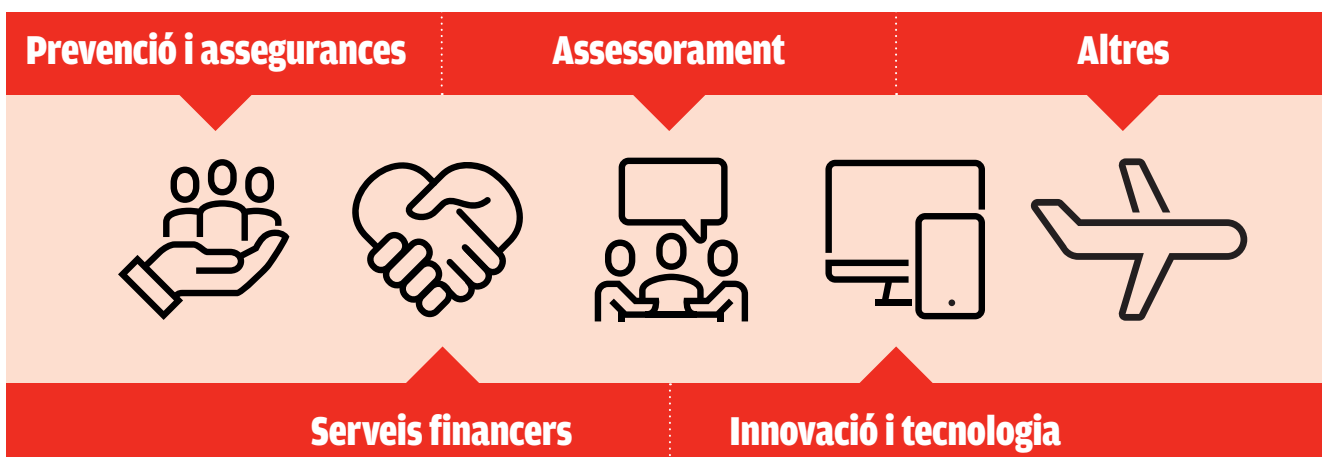 Prevenció i assegurances
Assessorament
Altres
Serveis financers
Innovació i tecnologia